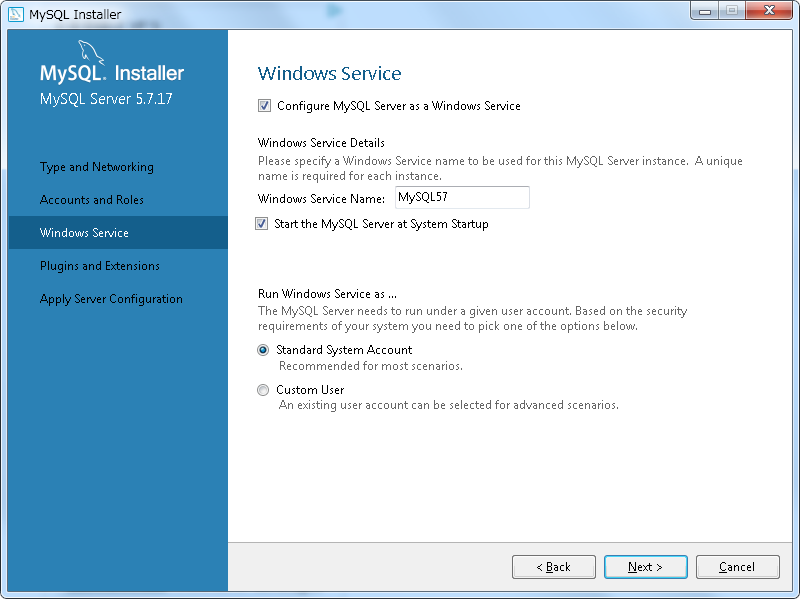 MySQL Installer
MySQL. Installer
MySQL Server 5.7.17
Type and Networking
Accounts and Roles
Windows Service
Plugins and Extensions
Apply Server Configuration
Windows Service
Configure MySQL Server as a Windows Service
Windows Service Details
Please specify a Windows Service name to be used for this MySQL Server instance. A unique
name is required for each instance.
Windows Service Name: MySQL57
Start the MySQL Server at System Startup
Run Windows Service as ...
The MySQL Server needs to run under a given user account. Based on the security
requirements of your system you need to pick one of the options below.
Standard System Account
Recommended for most scenarios.
Custom User
An existing user account can be selected for advanced scenarios.
< Back Next > Cancel